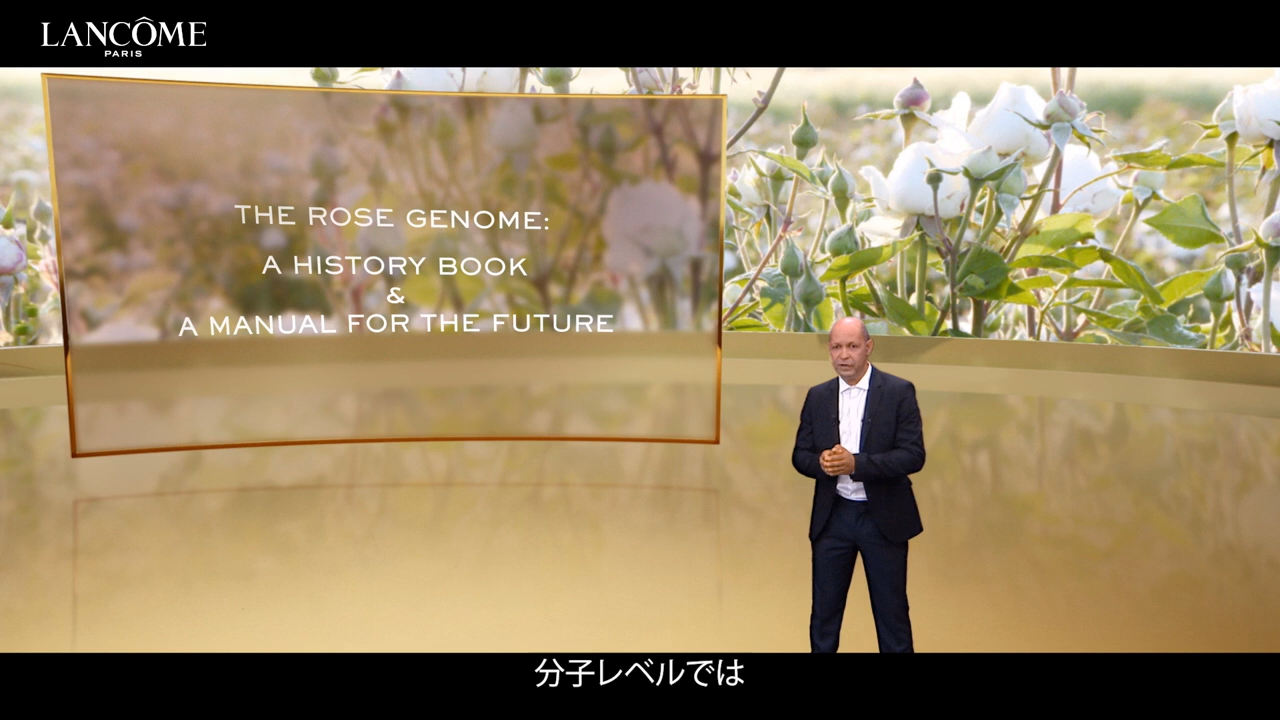 LANCÔME
PARIS
THE ROSE GENOME:
A HISTORY BOOK
&
A MANUAL FOR THE FUTURE
分子レベルでは